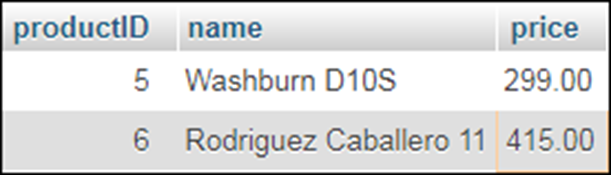 productID name price
5 Washburn D10S 299.00
6 Rodriguez Caballero 11 415.00